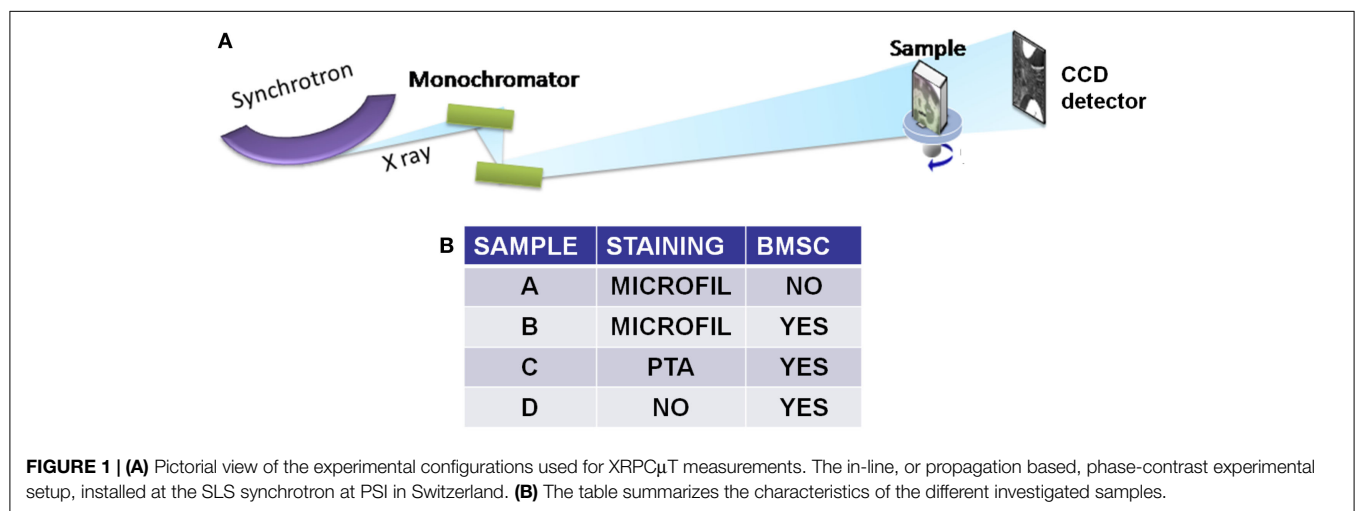 A
Synchrotron
Monochromator
X ray
Sample
CCD
detector
B
SAMPLE STAINING BMSC
A MICROFIL NO
B MICROFIL YES
C PTA YES
D NO YES
FIGURE 1 | (A) Pictorial view of the experimental configurations used for XRPCμT measurements. The in-line, or propagation based, phase-contrast experimental
setup, installed at the SLS synchrotron at PSI in Switzerland. (B) The table summarizes the characteristics of the different investigated samples.